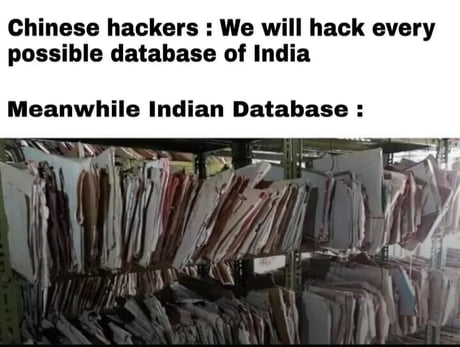 Chinese hackers : We will hack every
possible database of India
Meanwhile Indian Database :